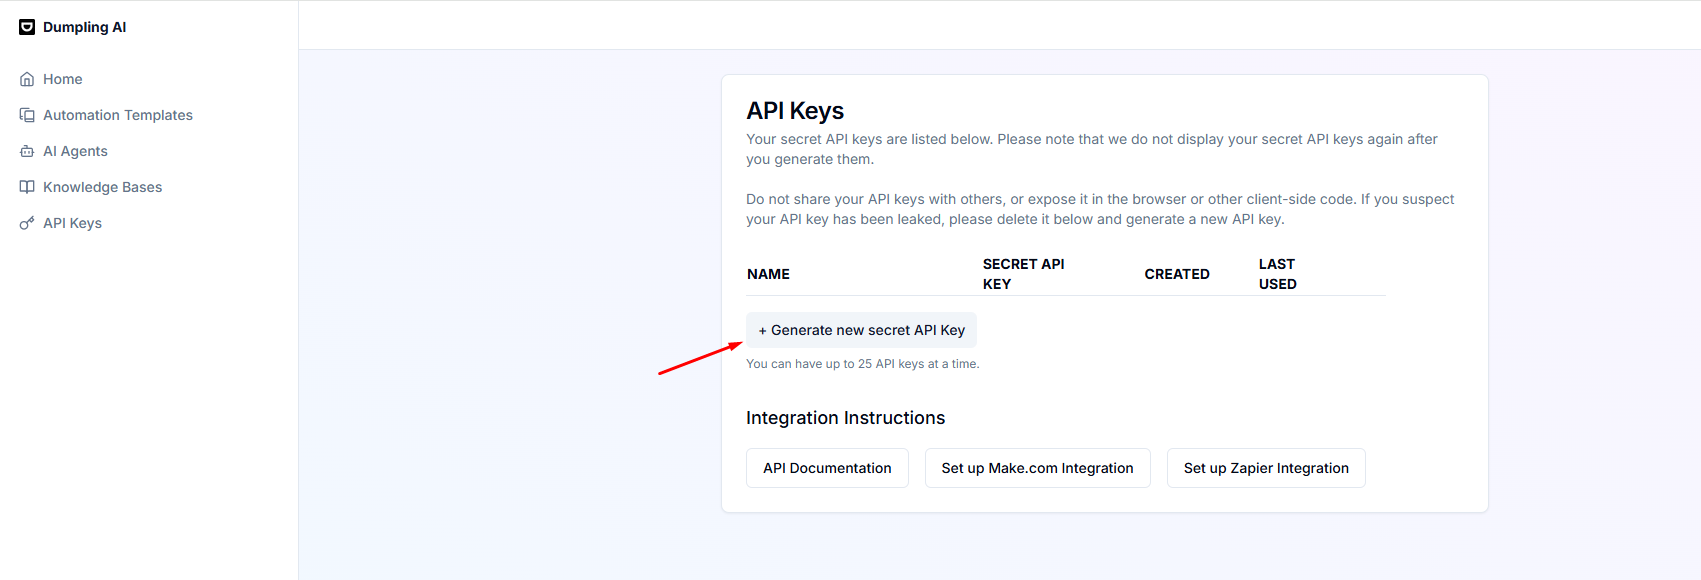 Dumpling AI
Home
Automation Templates
AI Agents
Knowledge Bases
API Keys
API Keys
Your secret API keys are listed below. Please note that we do not display your secret API keys again after
you generate them.
Do not share your API keys with others, or expose it in the browser or other client-side code. If you suspect
your API key has been leaked, please delete it below and generate a new API key.
NAME SECRET API KEY CREATED LAST USED
+ Generate new secret API Key
You can have up to 25 API keys at a time.
Integration Instructions
API Documentation Set up Make.com Integration Set up Zapier Integration